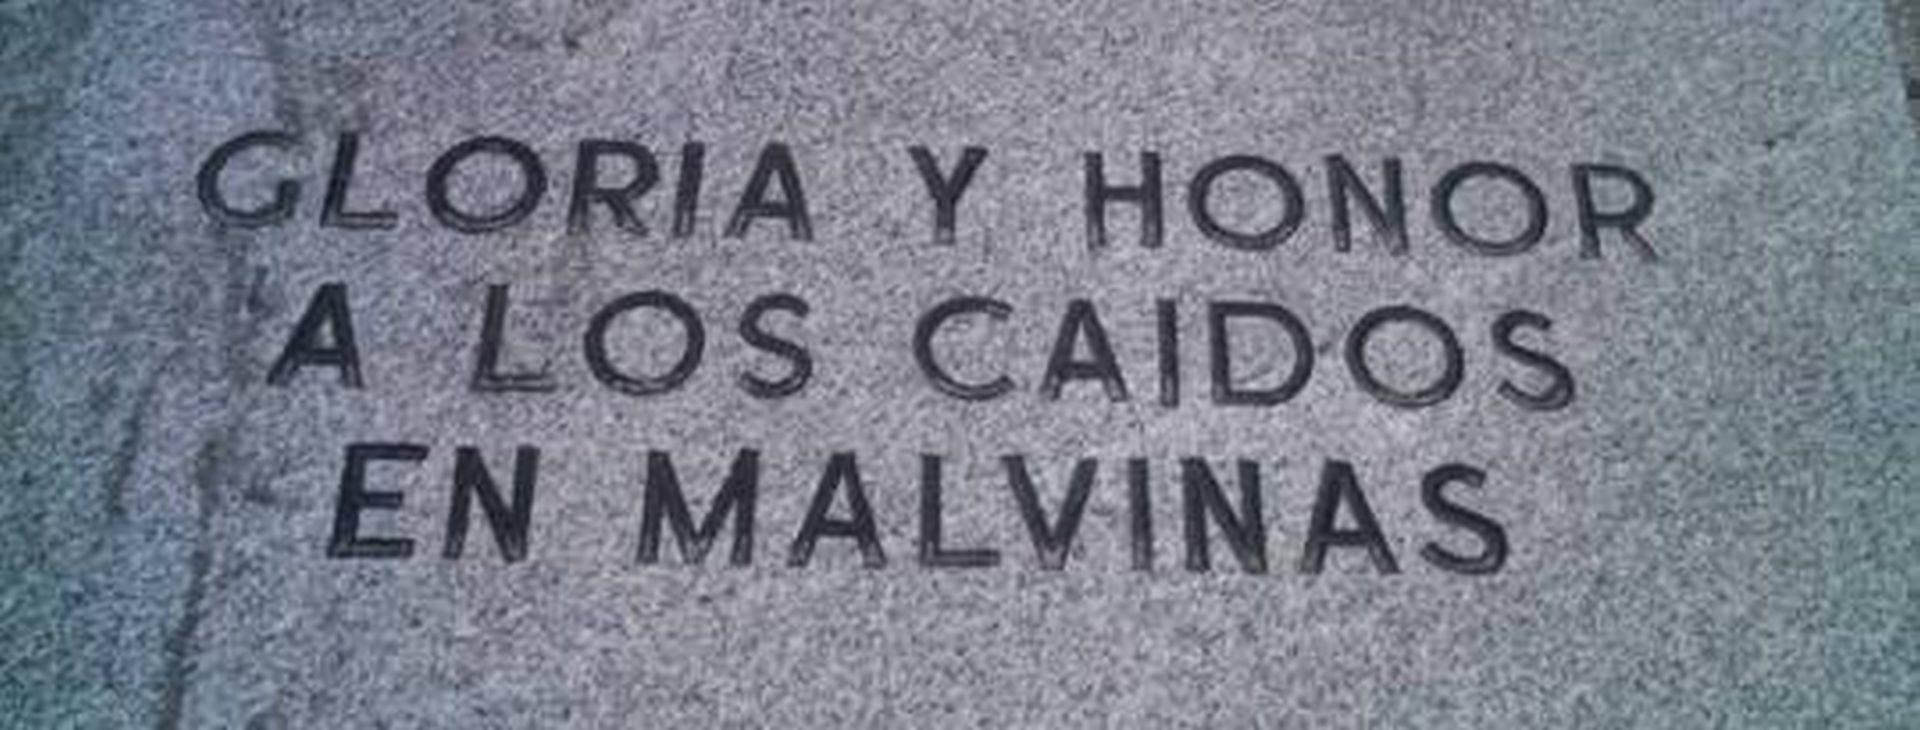 GLORIA Y HONOR
A LOS CAIDOS
EN MALVINAS